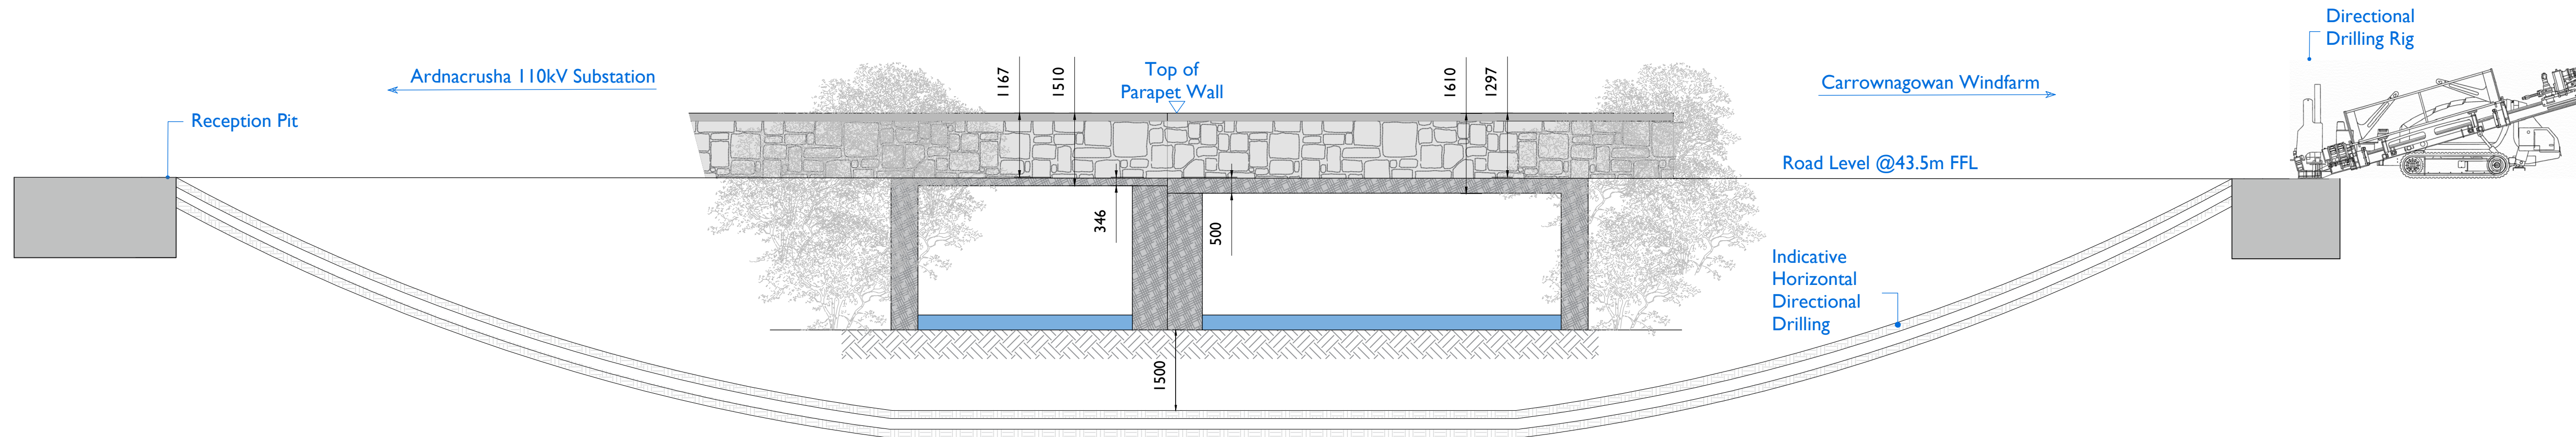 Directional
Drilling Rig
Ardnacrusha 110kV Substation
Top of
Parapet Wall
Carrownagowan Windfarm
1167
1510
1610
1297
Reception Pit
Road Level @43.5m FFL
346
500
Indicative
Horizontal
Directional
Drilling
1500